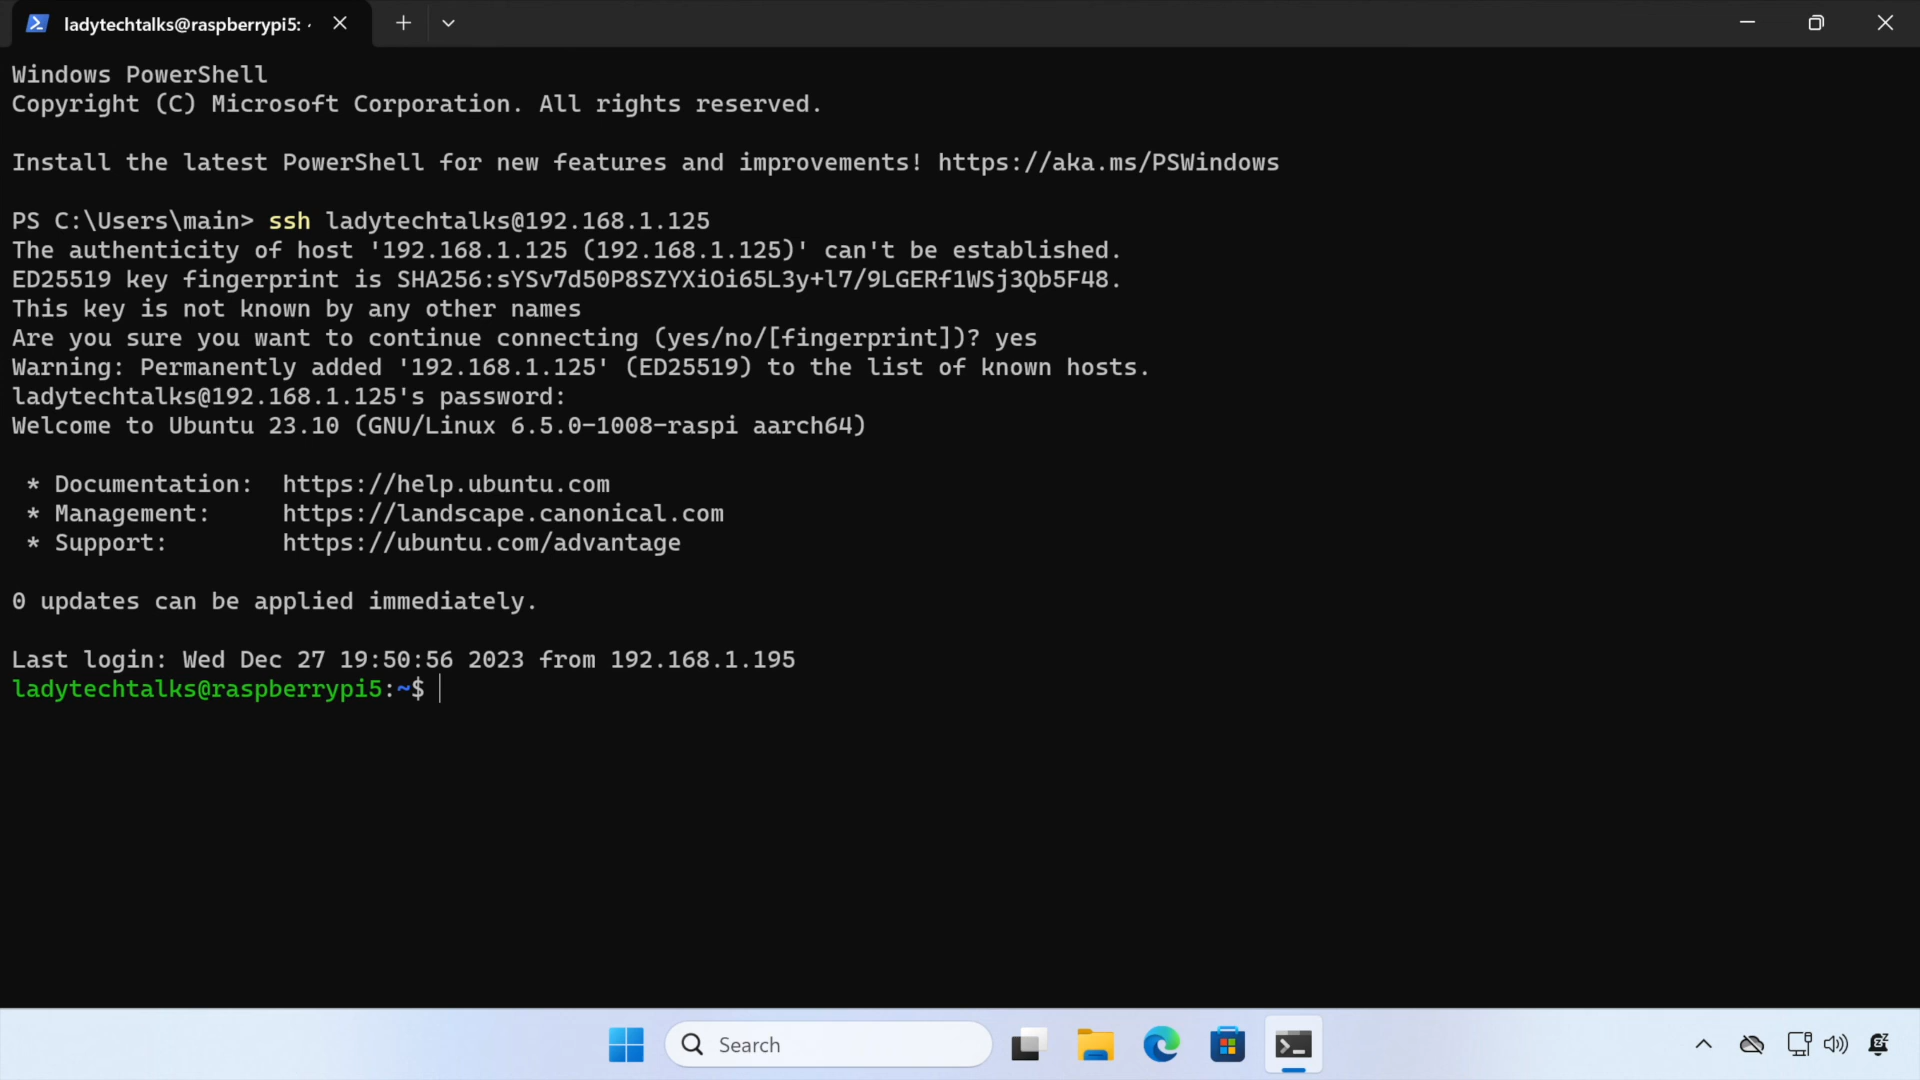 ladytechtalks@raspberrypi5:
Windows PowerShell
Copyright (C) Microsoft Corporation. All rights reserved.
Install the latest PowerShell for new features and improvements! https://aka.ms/PSWindows
PS C:\Users\main> ssh ladytechtalks@192.168.1.125
The authenticity of host '192.168.1.125 (192.168.1.125)' can't be established.
ED25519 key fingerprint is SHA256:sYSv7d50P8SZYXiOi65L3y+l7/9LGERf1WSj3Qb5F48.
This key is not known by any other names
Are you sure you want to continue connecting (yes/no/[fingerprint])? yes
Warning: Permanently added '192.168.1.125' (ED25519) to the list of known hosts.
ladytechtalks@192.168.1.125's password:
Welcome to Ubuntu 23.10 (GNU/Linux 6.5.0-1008-raspi aarch64)
* Documentation:  https://help.ubuntu.com
* Management:     https://landscape.canonical.com
* Support:        https://ubuntu.com/advantage
0 updates can be applied immediately.
Last login: Wed Dec 27 19:50:56 2023 from 192.168.1.195
ladytechtalks@raspberrypi5:~$
Search